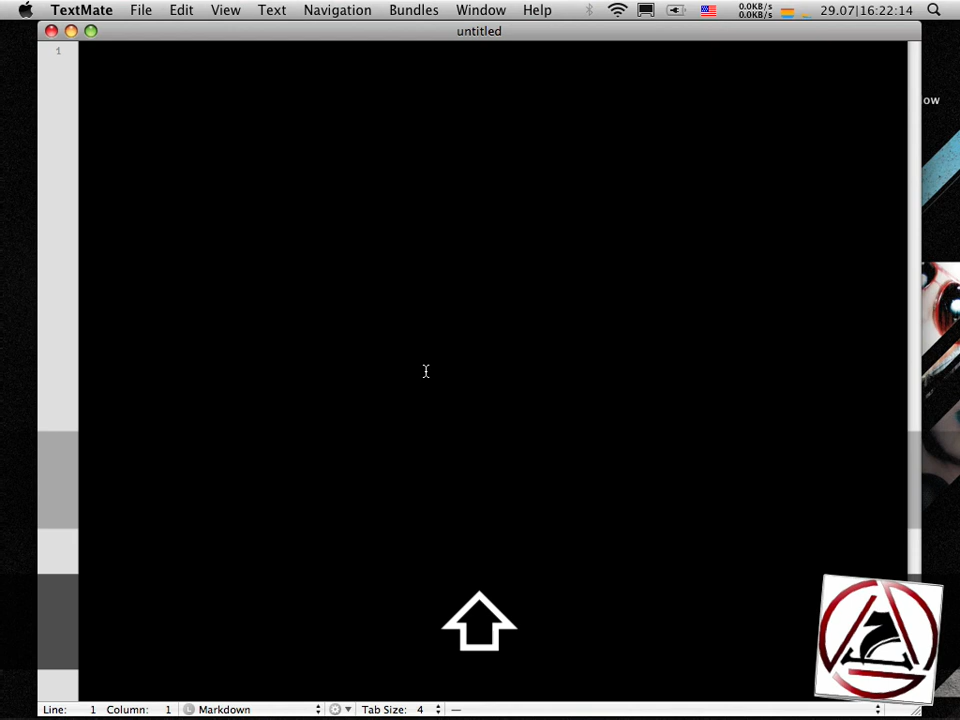 TextMate File Edit View Text Navigation Bundles Window Help 0.0KB/s 0.0KB/s 29.07|16:22:14
untitled
1
ow
Line: 1 Column: 1 Markdown Tab Size: 4 —